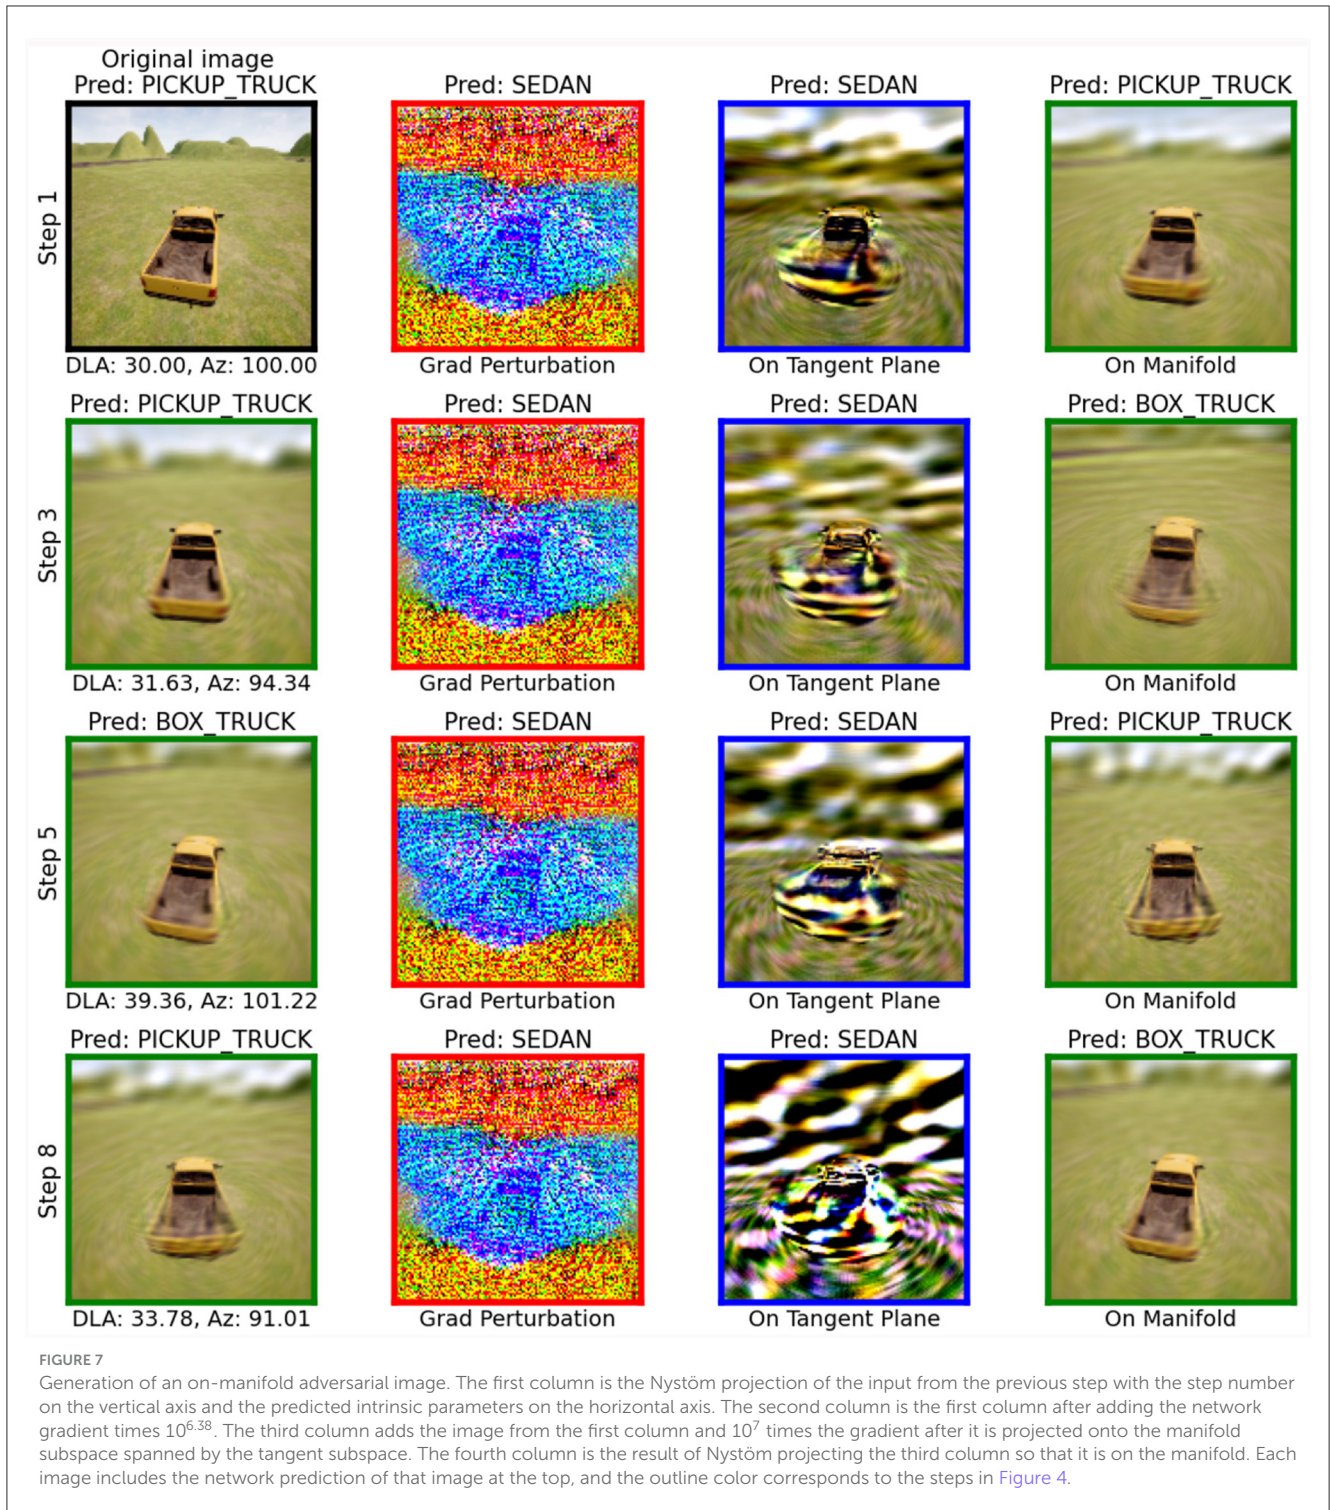 Original image
Pred: PICKUP_TRUCK
Pred: SEDAN
Pred: SEDAN
Pred: PICKUP_TRUCK
Step 1
DLA: 30.00, Az: 100.00
Grad Perturbation
On Tangent Plane
On Manifold
Pred: PICKUP_TRUCK
Pred: SEDAN
Pred: SEDAN
Pred: BOX_TRUCK
Step 3
DLA: 31.63, Az: 94.34
Grad Perturbation
On Tangent Plane
On Manifold
Pred: BOX_TRUCK
Pred: SEDAN
Pred: SEDAN
Pred: PICKUP_TRUCK
Step 5
DLA: 39.36, Az: 101.22
Grad Perturbation
On Tangent Plane
On Manifold
Pred: PICKUP_TRUCK
Pred: SEDAN
Pred: SEDAN
Pred: BOX_TRUCK
Step 8
DLA: 33.78, Az: 91.01
Grad Perturbation
On Tangent Plane
On Manifold
FIGURE 7
Generation of an on-manifold adversarial image. The first column is the Nystöm projection of the input from the previous step with the step number
on the vertical axis and the predicted intrinsic parameters on the horizontal axis. The second column is the first column after adding the network
gradient times 10^6.38. The third column adds the image from the first column and 10^7 times the gradient after it is projected onto the manifold
subspace spanned by the tangent subspace. The fourth column is the result of Nystöm projecting the third column so that it is on the manifold. Each
image includes the network prediction of that image at the top, and the outline color corresponds to the steps in Figure 4.